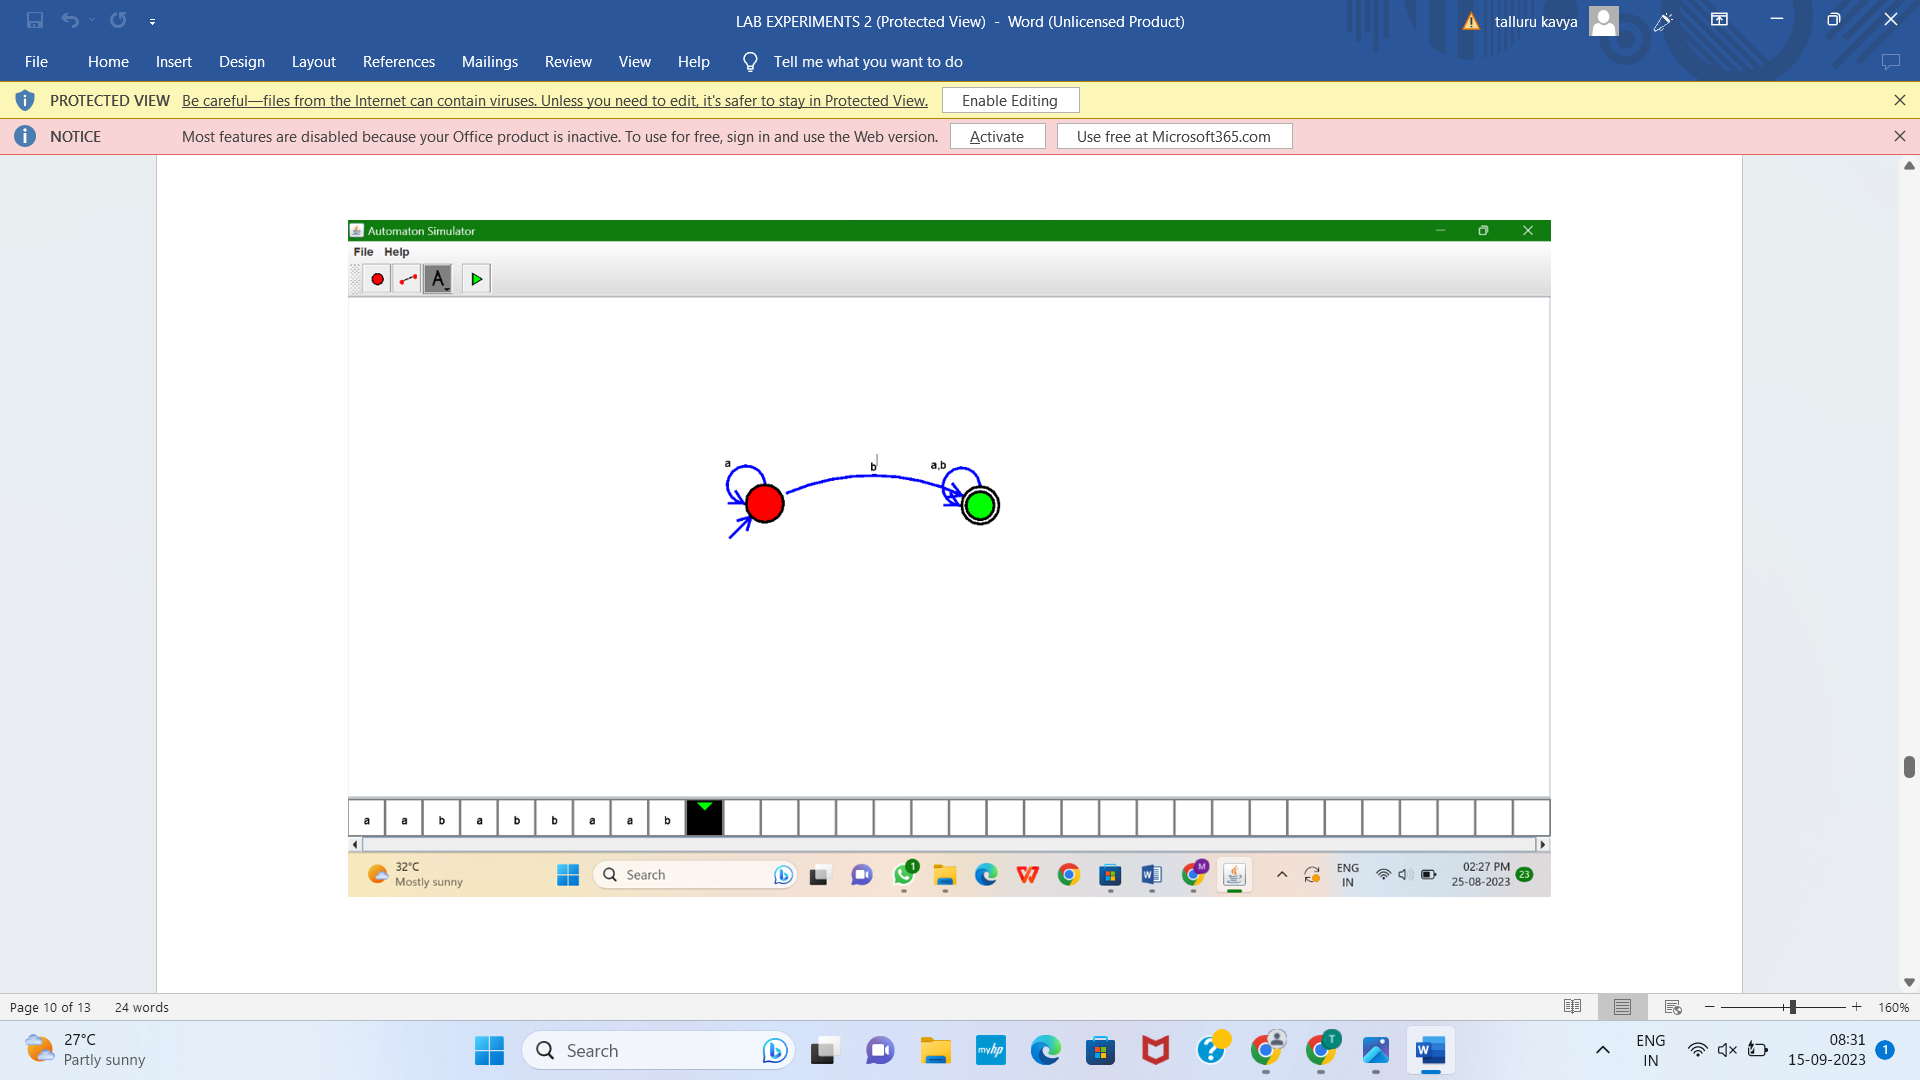 LAB EXPERIMENTS 2 (Protected View) - Word (Unlicensed Product)
talluru kavya
File Home Insert Design Layout References Mailings Review View Help Tell me what you want to do
PROTECTED VIEW Be careful—files from the Internet can contain viruses. Unless you need to edit, it's safer to stay in Protected View. Enable Editing
NOTICE Most features are disabled because your Office product is inactive. To use for free, sign in and use the Web version. Activate Use free at Microsoft365.com
Automaton Simulator
File Help
A
a b a,b
a a b a b b a a b
32°C
Mostly sunny
Search
1
W
M
ENG
IN
02:27 PM
25-08-2023
23
Page 10 of 13 24 words
160%
27°C
Partly sunny
Search
myhp
T
W
ENG
IN
08:31
15-09-2023
1